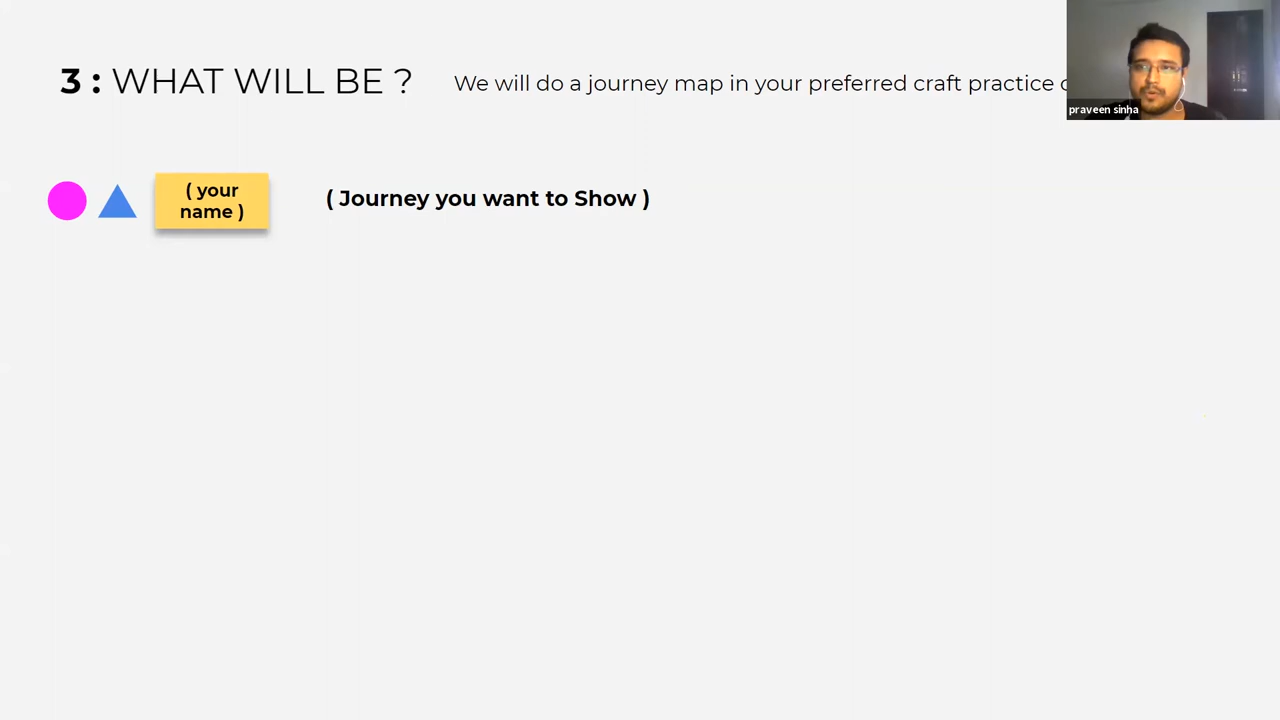 3 : WHAT WILL BE ?
We will do a journey map in your preferred craft practice
praveen sinha
( your
name )
( Journey you want to Show )